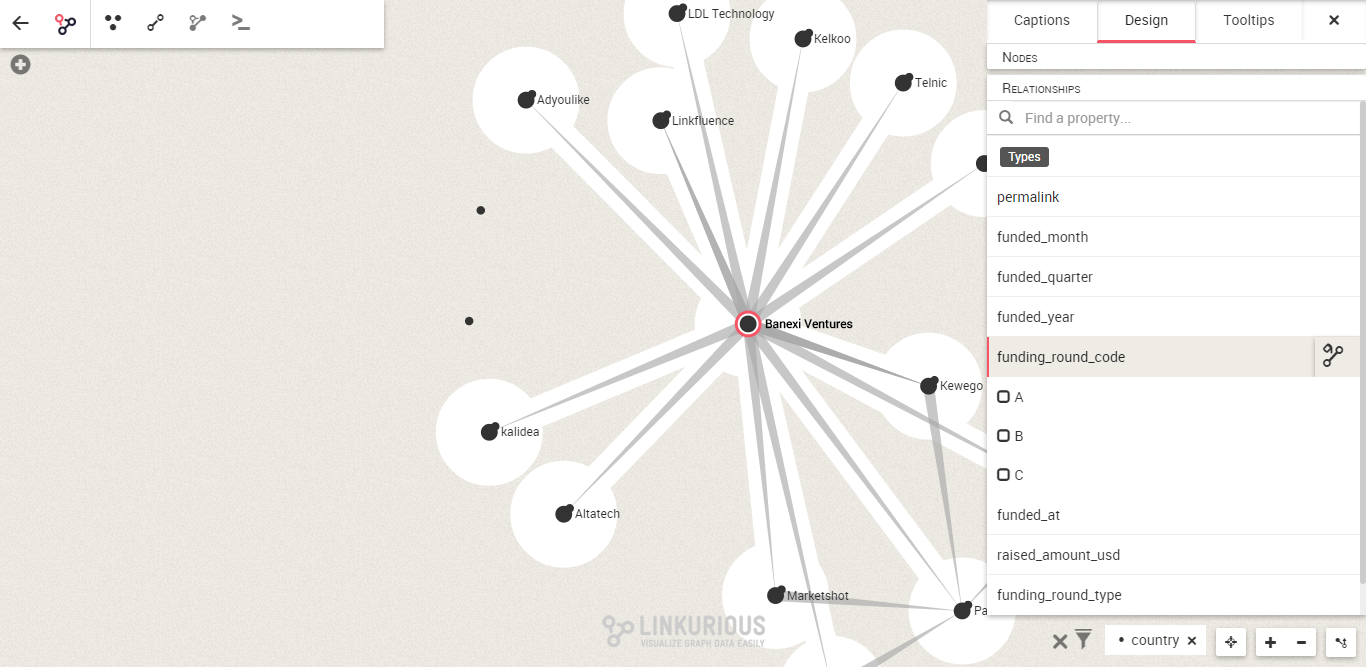 Captions
Design
Tooltips
Nodes
Relationships
Find a property...
Types
permalink
funded_month
funded_quarter
funded_year
funding_round_code
A
B
C
funded_at
raised_amount_usd
funding_round_type
LDL Technology
Kelkoo
Telnic
Adyoulike
Linkfluence
Banexi Ventures
Kewego
kalidea
Altatech
Marketshot
Pa
LINKURIOUS
VISUALIZE GRAPH DATA EASILY
• country